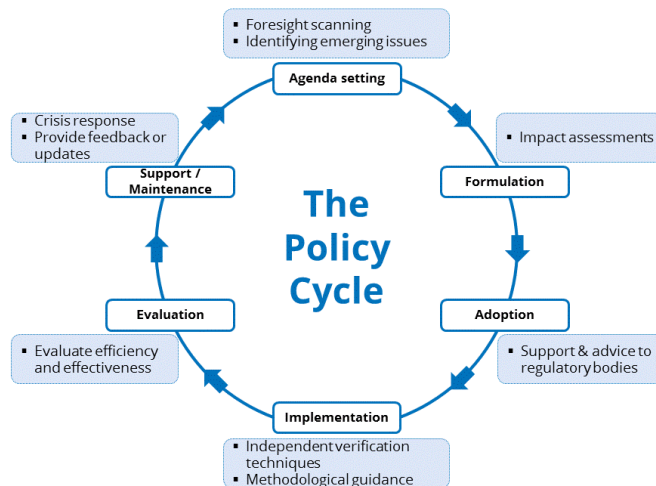 ▪ Foresight scanning
▪ Identifying emerging issues
Agenda setting
▪ Crisis response
▪ Provide feedback or
updates
▪ Impact assessments
Support /
Maintenance
Formulation
The
Policy
Cycle
Evaluation
Adoption
▪ Evaluate efficiency
and effectiveness
▪ Support & advice to
regulatory bodies
Implementation
▪ Independent verification
techniques
▪ Methodological guidance